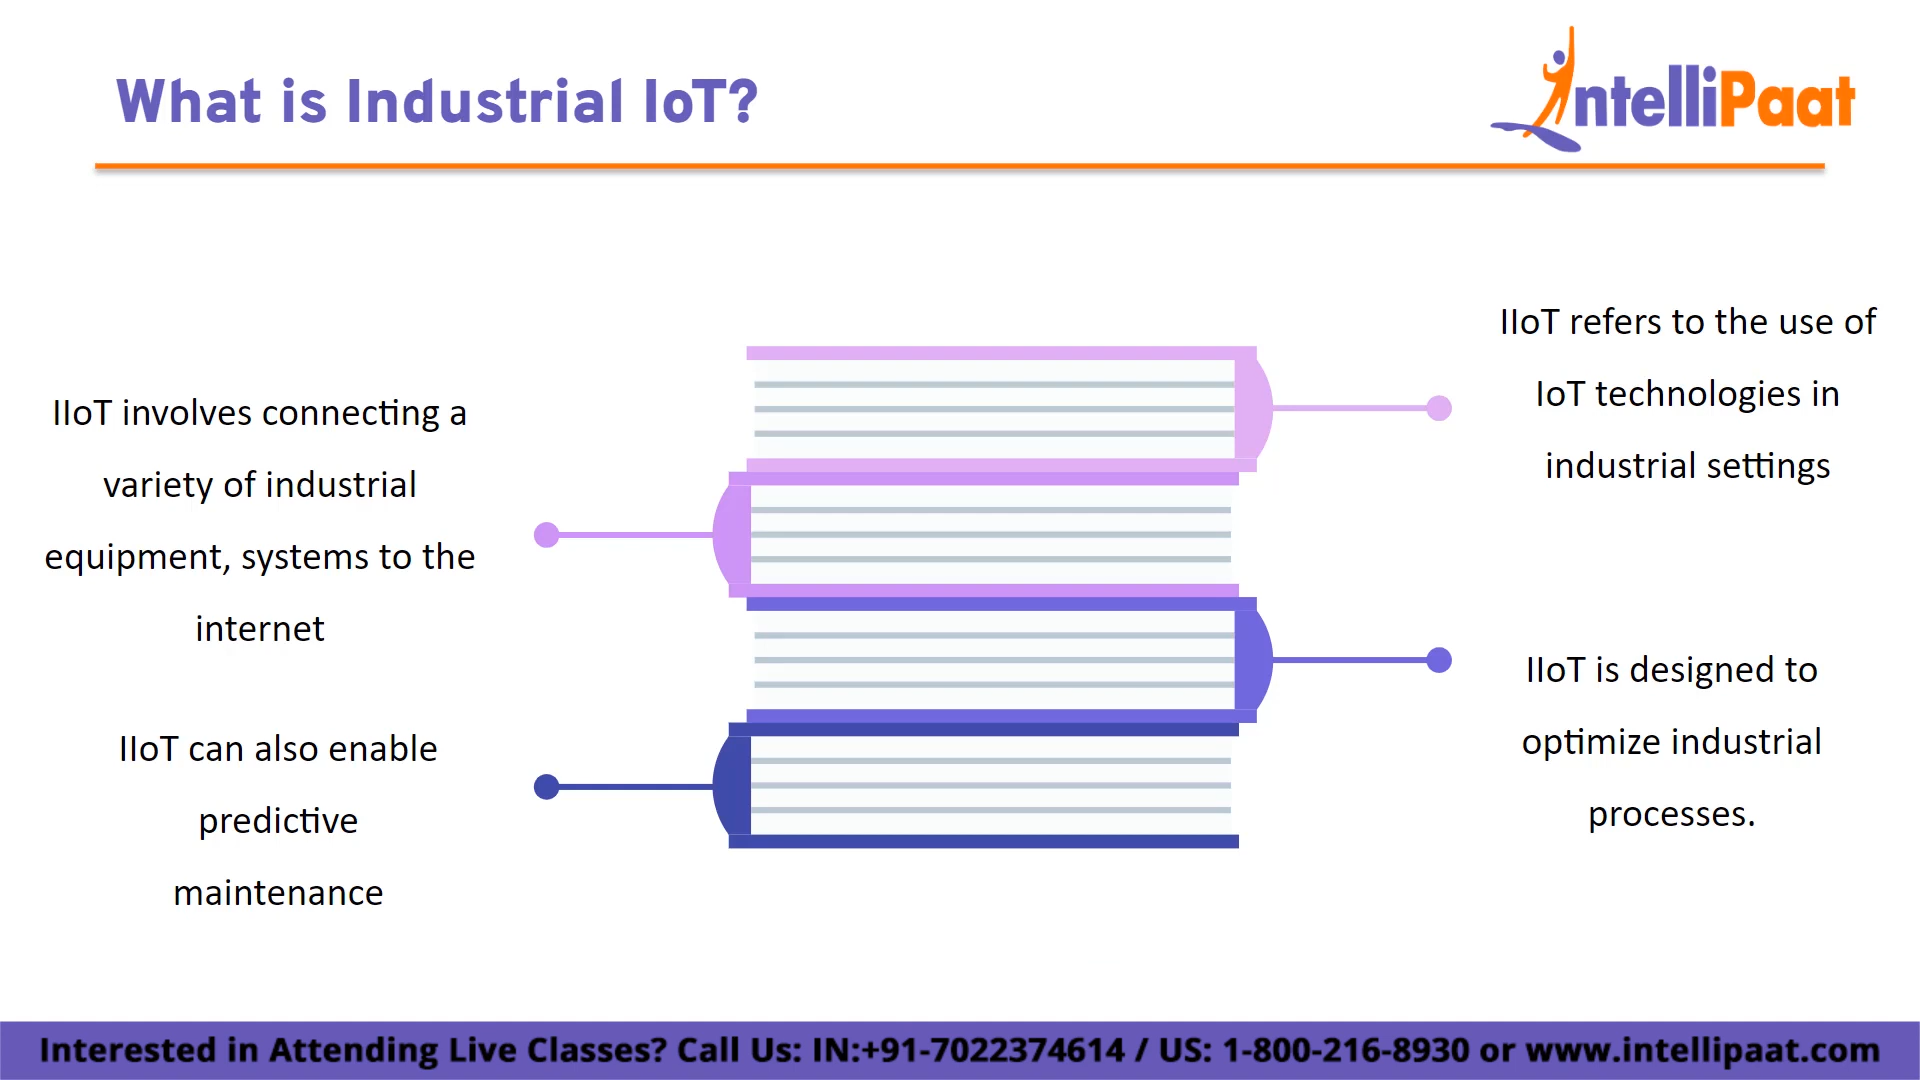 What is Industrial IoT?
IntelliPaat
IIoT refers to the use of
IoT technologies in
industrial settings
IIoT involves connecting a
variety of industrial
equipment, systems to the
internet
IIoT is designed to
optimize industrial
processes.
IIoT can also enable
predictive
maintenance
Interested in Attending Live Classes? Call Us: IN:+91-7022374614 / US: 1-800-216-8930 or www.intellipaat.com